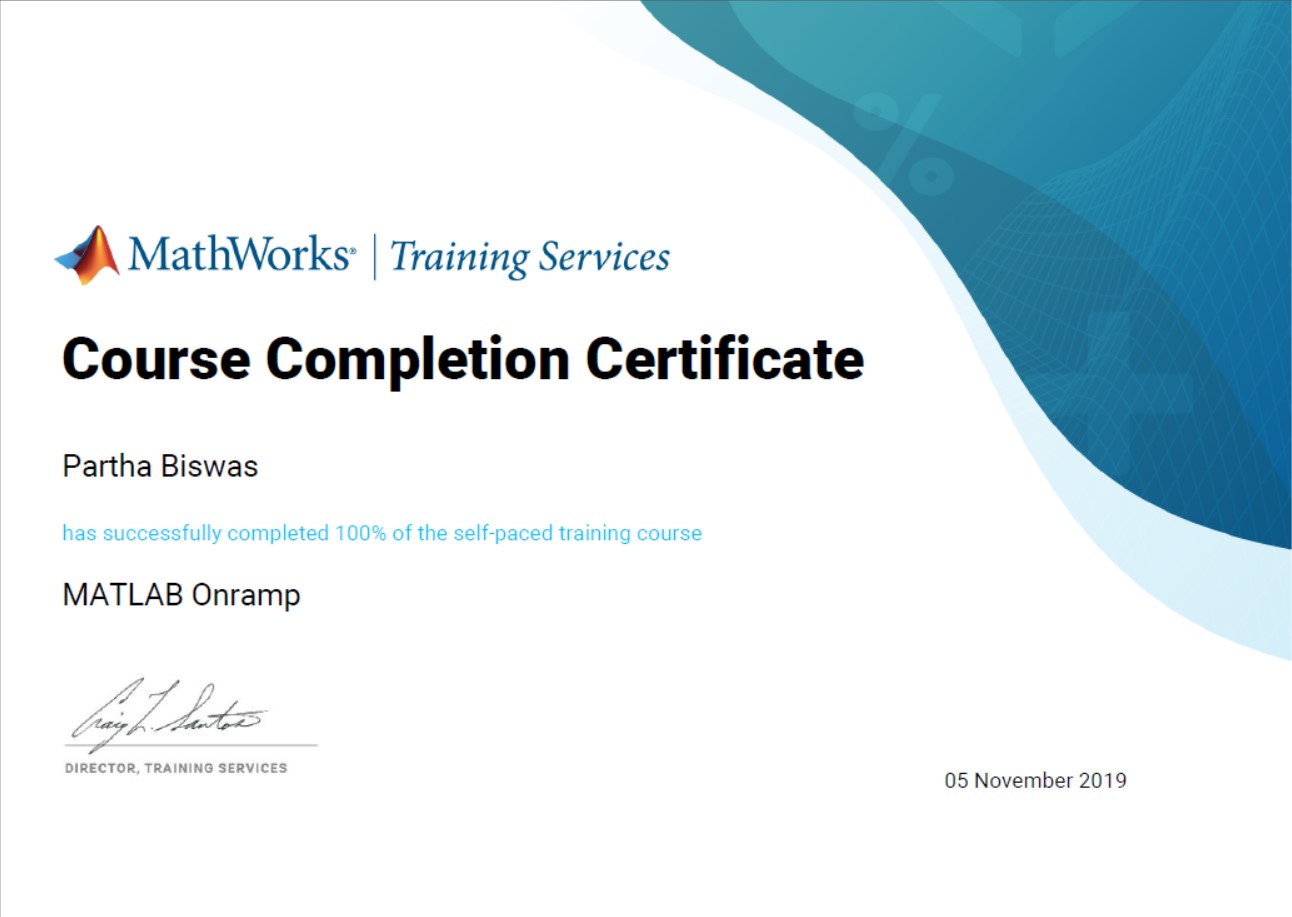 MathWorks® | Training Services
Course Completion Certificate
Partha Biswas
has successfully completed 100% of the self-paced training course
MATLAB Onramp
Craig L. Santos
DIRECTOR, TRAINING SERVICES
05 November 2019